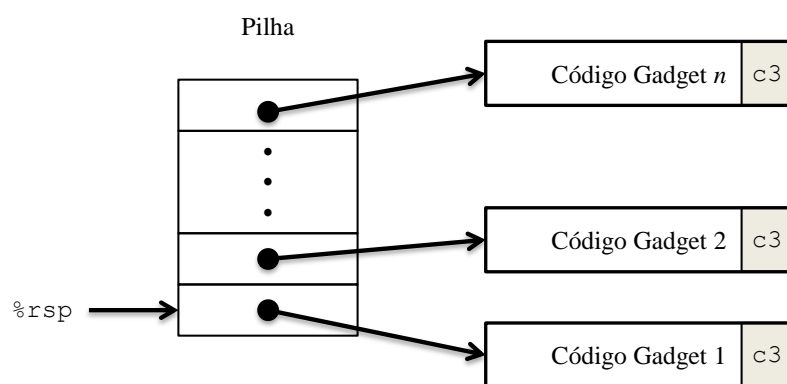 Pilha
Código Gadget n
c3
Código Gadget 2
c3
%rsp
Código Gadget 1
c3